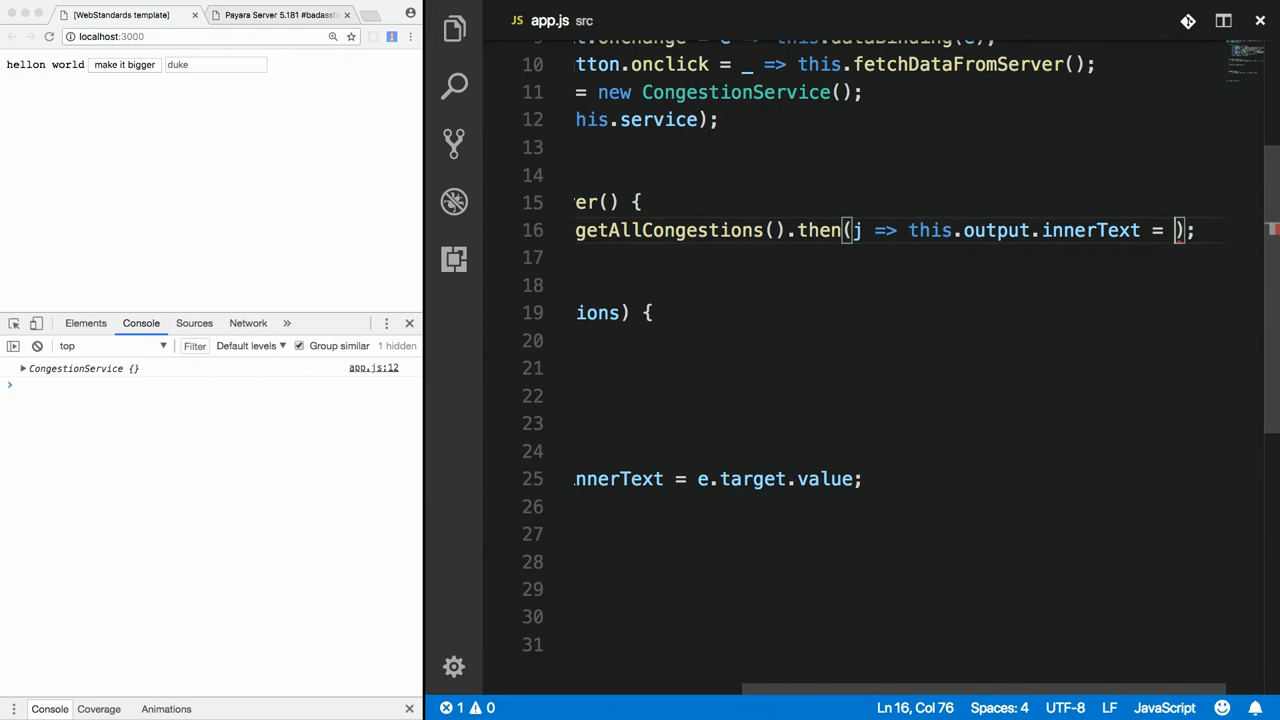 [WebStandards template]
Payara Server 5.181 #badassfi
localhost:3000
hellon world make it bigger duke
Elements Console Sources Network »
top Filter Default levels ▼ Group similar 1 hidden
CongestionService {} app.js:12
Console Coverage Animations
JS app.js src
10 tton.onclick = _ => this.fetchDataFromServer();
11 = new CongestionService();
12 his.service);
13
14
15 er() {
16 getAllCongestions().then(j => this.output.innerText = );
17
18
19 ions) {
20
21
22
23
24
25 innerText = e.target.value;
26
27
28
29
30
31
1 0 Ln 16, Col 76 Spaces: 4 UTF-8 LF JavaScript